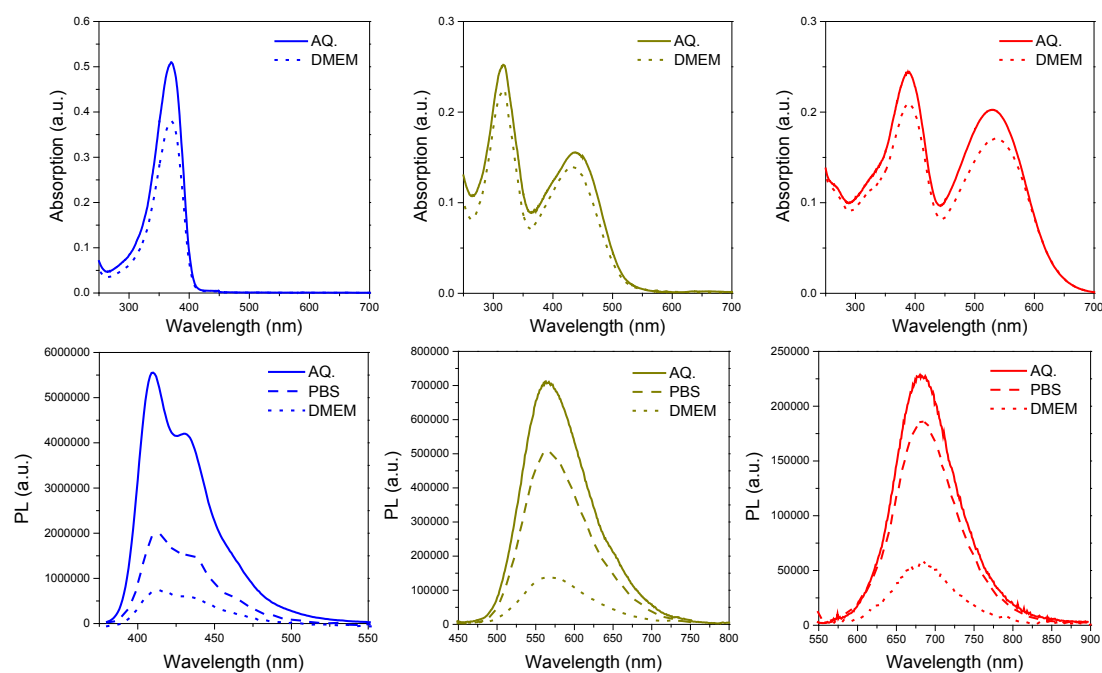 0.6
0.5
0.4
0.3
0.2
0.1
0.0
300 400 500 600 700
Absorption (a.u.)
Wavelength (nm)
AQ.
DMEM
0.3
0.2
0.1
0.0
300 400 500 600 700
Absorption (a.u.)
Wavelength (nm)
AQ.
DMEM
0.3
0.2
0.1
0.0
300 400 500 600 700
Absorption (a.u.)
Wavelength (nm)
AQ.
DMEM
6000000
5000000
4000000
3000000
2000000
1000000
0
400 450 500 550
PL (a.u.)
Wavelength (nm)
AQ.
PBS
DMEM
800000
700000
600000
500000
400000
300000
200000
100000
0
450 500 550 600 650 700 750 800
PL (a.u.)
Wavelength (nm)
AQ.
PBS
DMEM
250000
200000
150000
100000
50000
0
550 600 650 700 750 800 850 900
PL (a.u.)
Wavelength (nm)
AQ.
PBS
DMEM